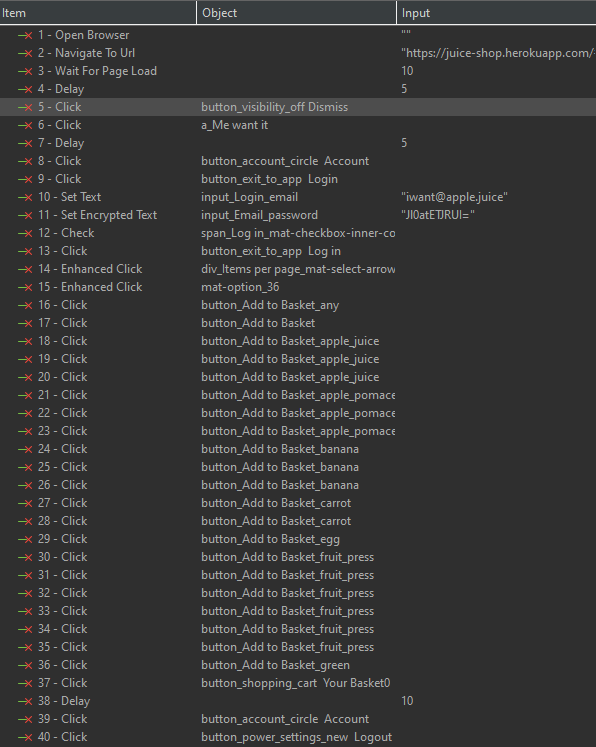 Item Object Input
1 - Open Browser ""
2 - Navigate To Url "https://juice-shop.herokuapp.com/
3 - Wait For Page Load 10
4 - Delay 5
5 - Click button_visibility_off Dismiss
6 - Click a_Me want it
7 - Delay 5
8 - Click button_account_circle Account
9 - Click button_exit_to_app Login
10 - Set Text input_Login_email "iwant@apple.juice"
11 - Set Encrypted Text input_Email_password
12 - Check span_Log in_mat-checkbox-inner-co
13 - Click button_exit_to_app Log in
14 - Enhanced Click div_Items per page_mat-select-arrow
15 - Enhanced Click mat-option_36
16 - Click button_Add to Basket_any
17 - Click button_Add to Basket
18 - Click button_Add to Basket_apple_juice
19 - Click button_Add to Basket_apple_juice
20 - Click button_Add to Basket_apple_juice
21 - Click button_Add to Basket_apple_pomace
22 - Click button_Add to Basket_apple_pomace
23 - Click button_Add to Basket_apple_pomace
24 - Click button_Add to Basket_banana
25 - Click button_Add to Basket_banana
26 - Click button_Add to Basket_banana
27 - Click button_Add to Basket_carrot
28 - Click button_Add to Basket_carrot
29 - Click button_Add to Basket_egg
30 - Click button_Add to Basket_fruit_press
31 - Click button_Add to Basket_fruit_press
32 - Click button_Add to Basket_fruit_press
33 - Click button_Add to Basket_fruit_press
34 - Click button_Add to Basket_fruit_press
35 - Click button_Add to Basket_fruit_press
36 - Click button_Add to Basket_green
37 - Click button_shopping_cart Your Basket0
38 - Delay 10
39 - Click button_account_circle Account
40 - Click button_power_settings_new Logout